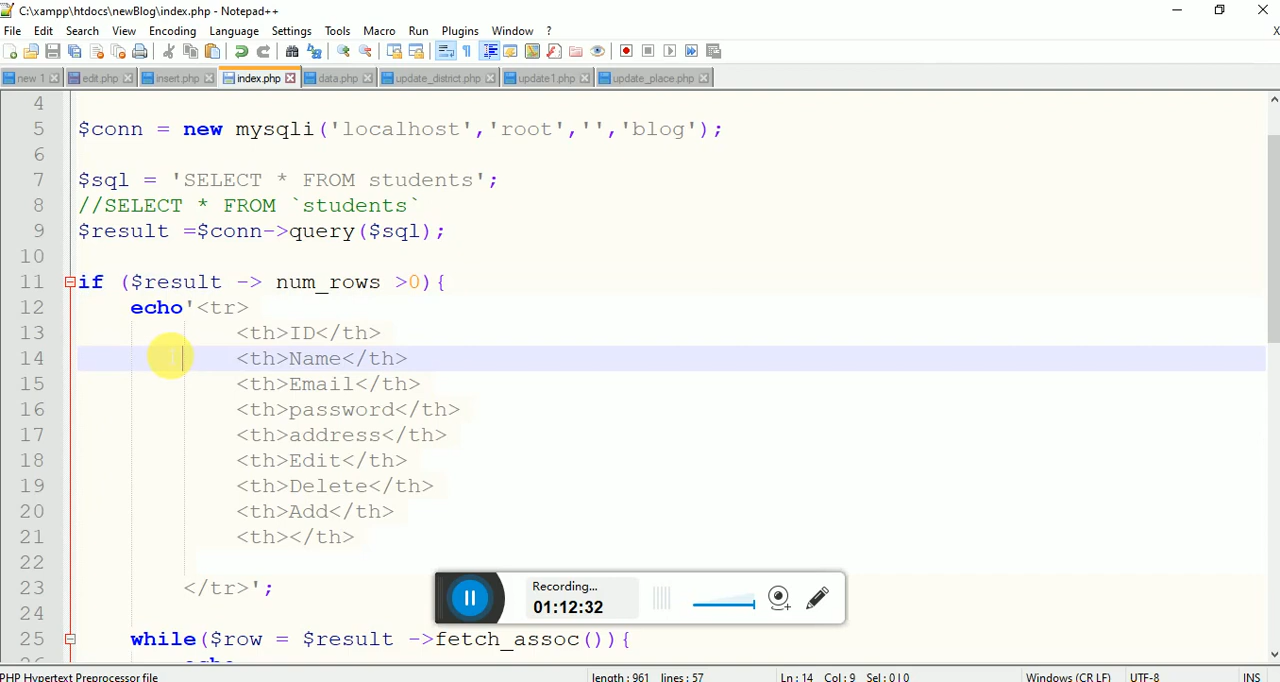 C:\xampp\htdocs\newBlog\index.php - Notepad++
File Edit Search View Encoding Language Settings Tools Macro Run Plugins Window ? X
new 1 edit.php insert.php index.php data.php update_district.php update1.php update_place.php
4
5 $conn = new mysqli('localhost','root','','blog');
6
7 $sql = 'SELECT * FROM students';
8 //SELECT * FROM `students`
9 $result =$conn->query($sql);
10
11 if ($result -> num_rows >0){
12 echo'<tr>
13 <th>ID</th>
14 <th>Name</th>
15 <th>Email</th>
16 <th>password</th>
17 <th>address</th>
18 <th>Edit</th>
19 <th>Delete</th>
20 <th>Add</th>
21 <th></th>
22
23 </tr>';
24
25 while($row = $result ->fetch_assoc()){
Recording...
01:12:32
PHP Hypertext Preprocessor file length : 961 lines : 57 Ln : 14 Col : 9 Sel : 0 | 0 Windows (CR LF) UTF-8 INS